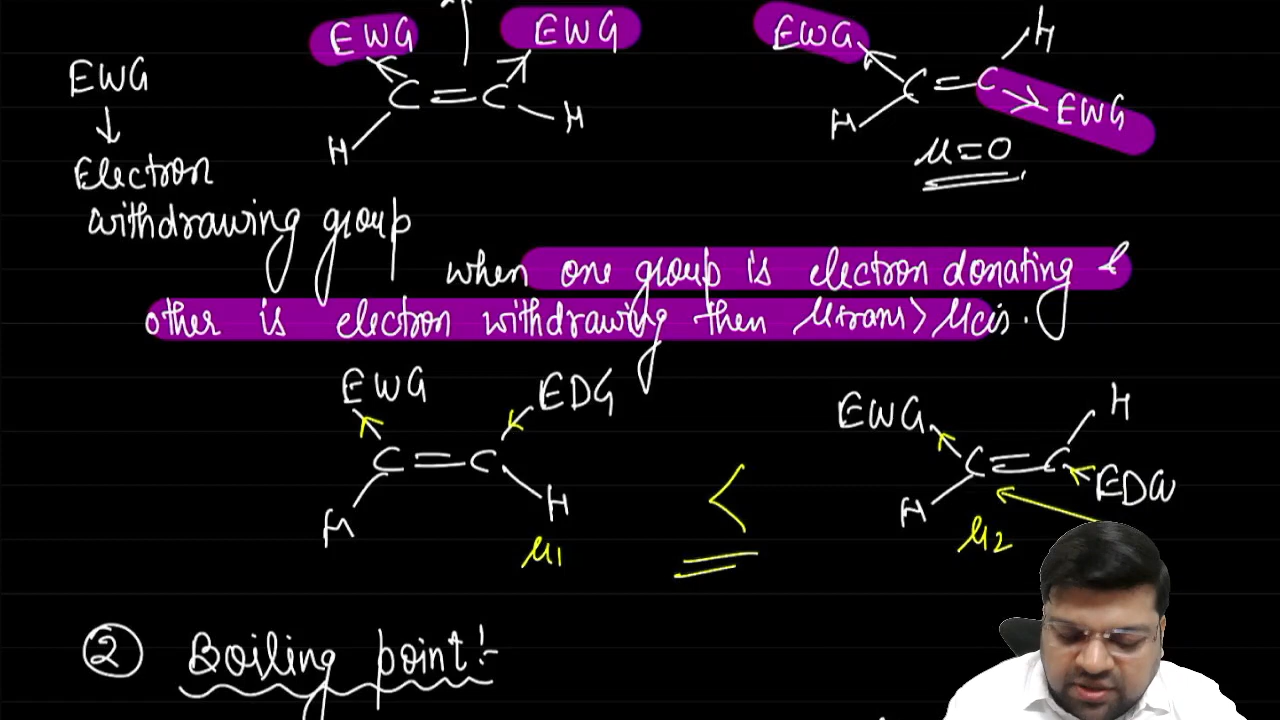 EWG EWG EWG H
EWG C = C C = C EWG
H H H
↓ μ=0
Electron
withdrawing group
when one group is electron donating &
other is electron withdrawing then μtrans > μcis.
EWG EDG EWG H
C = C C = C EDG
H H < H
μ1 μ2
② Boiling point:-